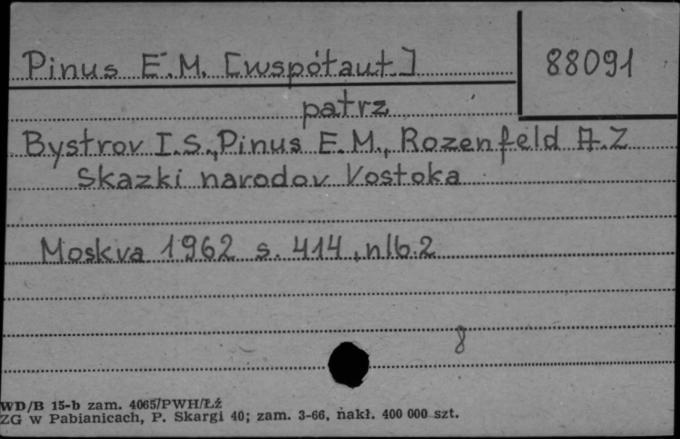 Pinus E.M. [współaut.] 88091
patrz
Bystrov I.S., Pinus E.M., Rozenfeld A.Z
Skazki narodov Vostoka
Moskva 1962 s. 414, nlb.2
8
WD/B 15-b zam. 4065/PWH/Łź
ZG w Pabianicach, P. Skargi 40; zam. 3-66, nakł. 400 000 szt.